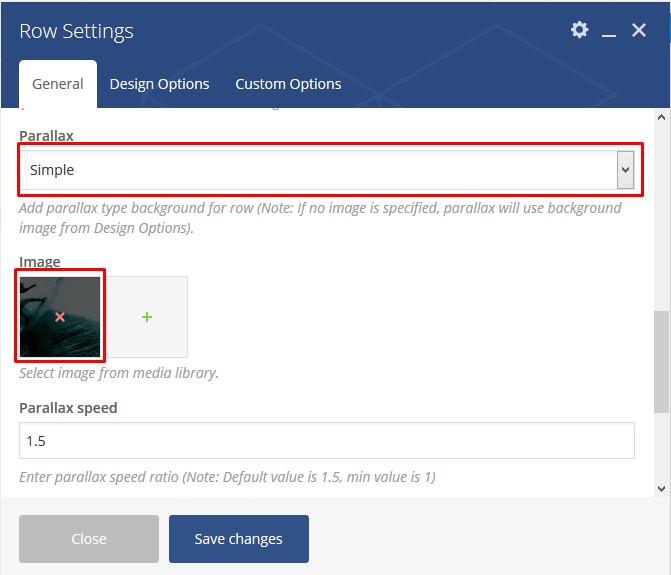 Row Settings
General Design Options Custom Options
Parallax
Simple
Add parallax type background for row (Note: If no image is specified, parallax will use background
image from Design Options).
Image
Select image from media library.
Parallax speed
1.5
Enter parallax speed ratio (Note: Default value is 1.5, min value is 1)
Close Save changes